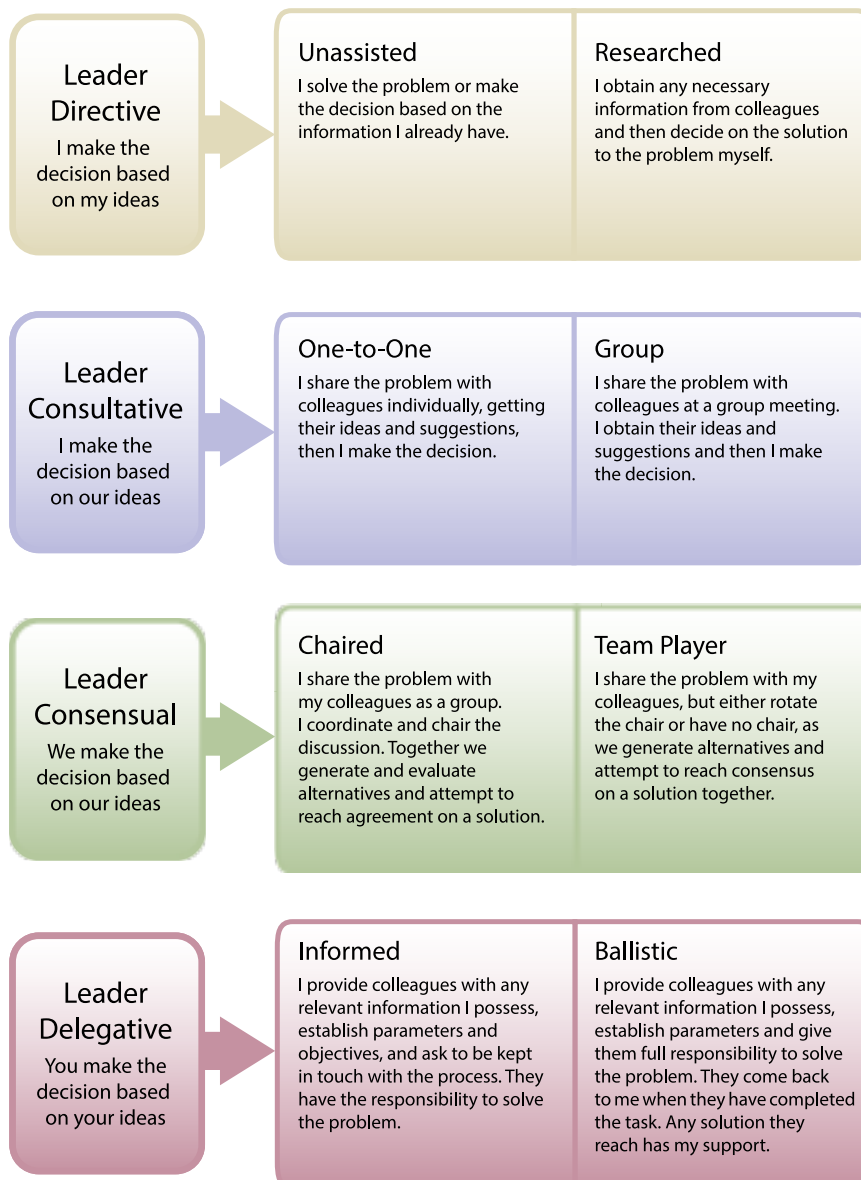 Leader
Directive
I make the
decision based
on my ideas
Unassisted
I solve the problem or make
the decision based on the
information I already have.
Researched
I obtain any necessary
information from colleagues
and then decide on the solution
to the problem myself.
Leader
Consultative
I make the
decision based
on our ideas
One-to-One
I share the problem with
colleagues individually, getting
their ideas and suggestions,
then I make the decision.
Group
I share the problem with
colleagues at a group meeting.
I obtain their ideas and
suggestions and then I make
the decision.
Leader
Consensual
We make the
decision based
on our ideas
Chaired
I share the problem with
my colleagues as a group.
I coordinate and chair the
discussion. Together we
generate and evaluate
alternatives and attempt to
reach agreement on a solution.
Team Player
I share the problem with my
colleagues, but either rotate
the chair or have no chair, as
we generate alternatives and
attempt to reach consensus
on a solution together.
Leader
Delegative
You make the
decision based
on your ideas
Informed
I provide colleagues with any
relevant information I possess,
establish parameters and
objectives, and ask to be kept
in touch with the process. They
have the responsibility to solve
the problem.
Ballistic
I provide colleagues with any
relevant information I possess,
establish parameters and give
them full responsibility to solve
the problem. They come back
to me when they have completed
the task. Any solution they
reach has my support.